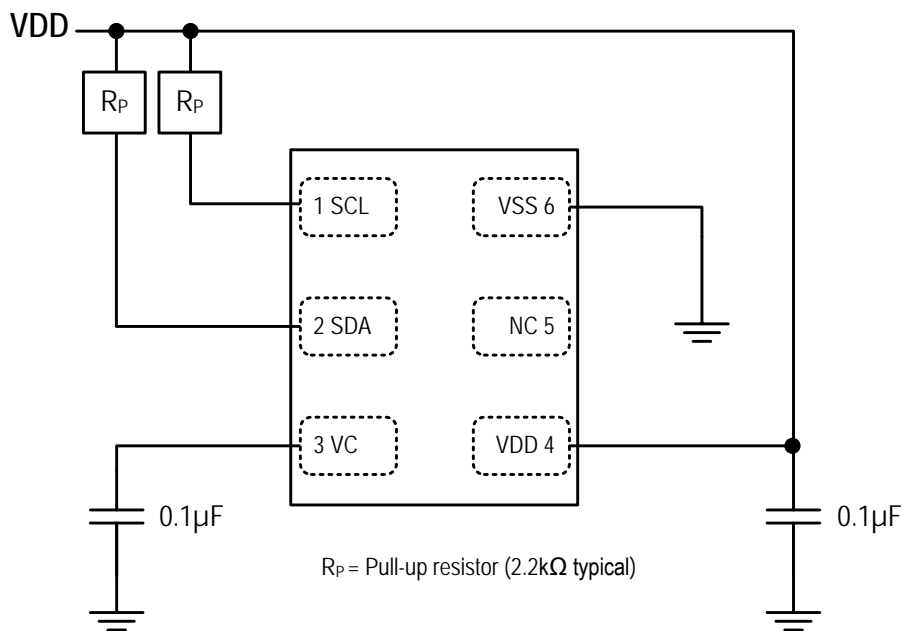 VDD
RP RP
1 SCL VSS 6
2 SDA NC 5
3 VC VDD 4
0.1µF 0.1µF
RP = Pull-up resistor (2.2kΩ typical)